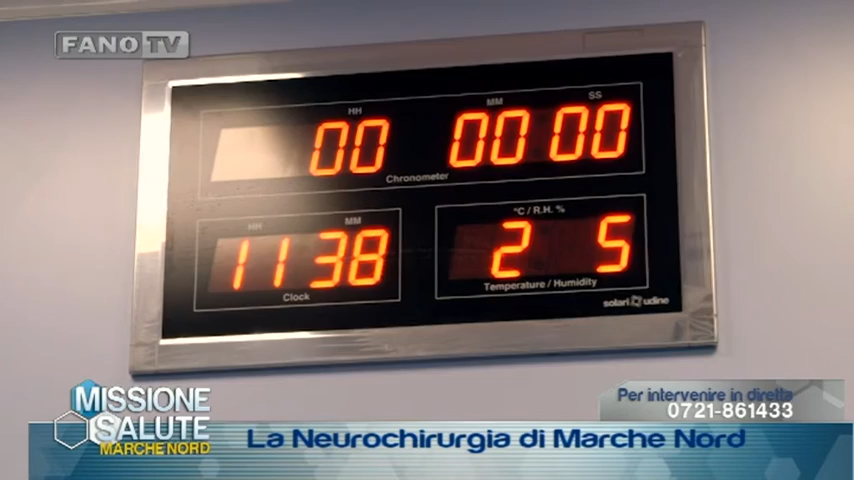 FANO TV
HH MM SS
00 00 00
Chronometer
HH MM
11 38
Clock
°C / R.H. %
2 5
Temperature / Humidity
solari udine
MISSIONE
SALUTE
MARCHE NORD
Per intervenire in diretta
0721-861433
La Neurochirurgia di Marche Nord